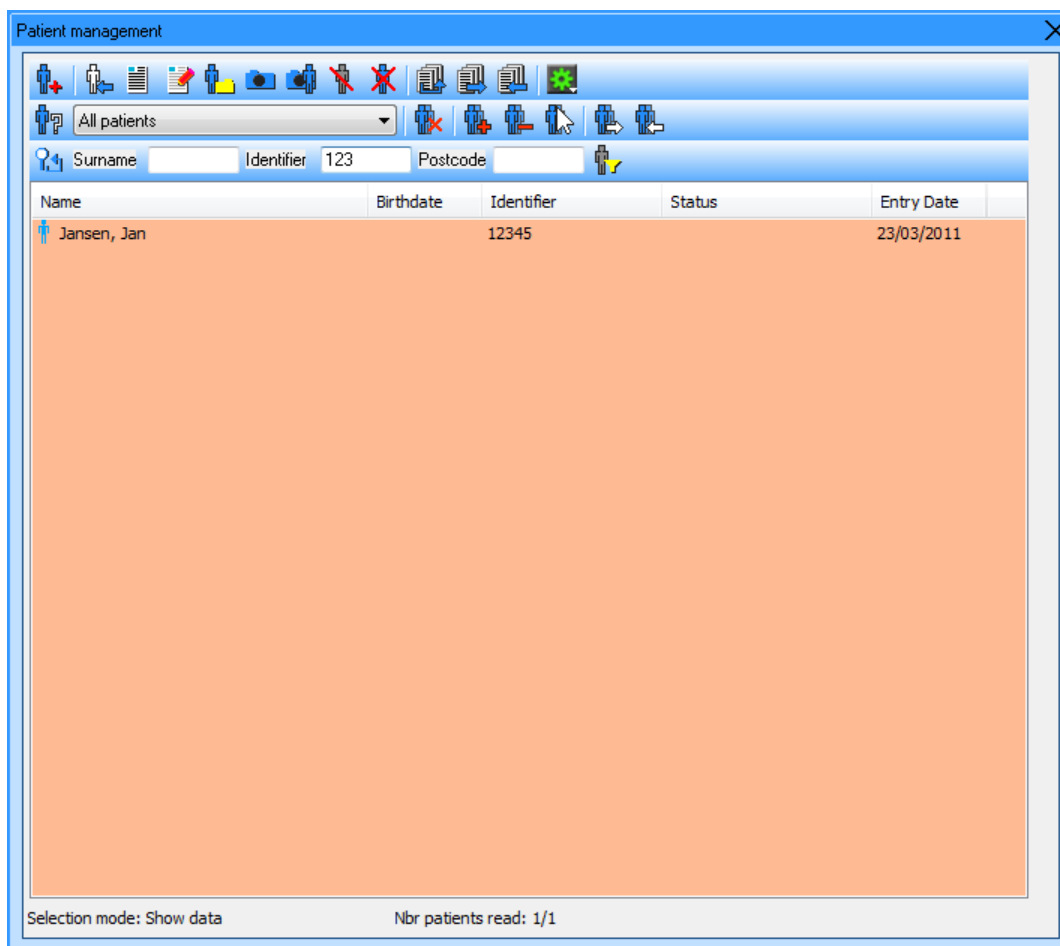 Patient management
All patients
Surname Identifier 123 Postcode
Name Birthdate Identifier Status Entry Date
Jansen, Jan 12345 23/03/2011
Selection mode: Show data Nbr patients read: 1/1